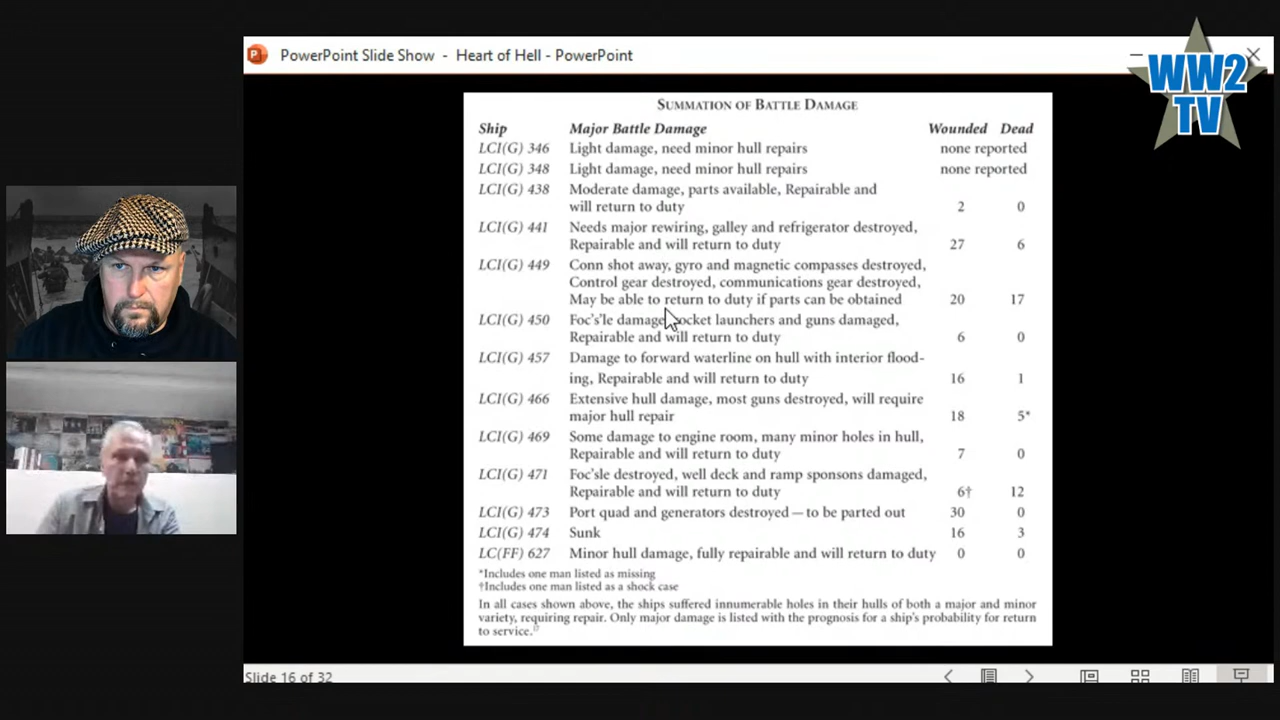 PowerPoint Slide Show - Heart of Hell - PowerPoint
WW2
TV
SUMMATION OF BATTLE DAMAGE
Ship Major Battle Damage Wounded Dead
LCI(G) 346 Light damage, need minor hull repairs none reported
LCI(G) 348 Light damage, need minor hull repairs none reported
LCI(G) 438 Moderate damage, parts available, Repairable and
will return to duty 2 0
LCI(G) 441 Needs major rewiring, galley and refrigerator destroyed,
Repairable and will return to duty 27 6
LCI(G) 449 Conn shot away, gyro and magnetic compasses destroyed,
Control gear destroyed, communications gear destroyed,
May be able to return to duty if parts can be obtained 20 17
LCI(G) 450 Foc's'le damage, rocket launchers and guns damaged,
Repairable and will return to duty 6 0
LCI(G) 457 Damage to forward waterline on hull with interior flood-
ing, Repairable and will return to duty 16 1
LCI(G) 466 Extensive hull damage, most guns destroyed, will require
major hull repair 18 5*
LCI(G) 469 Some damage to engine room, many minor holes in hull,
Repairable and will return to duty 7 0
LCI(G) 471 Foc'sle destroyed, well deck and ramp sponsons damaged,
Repairable and will return to duty 6† 12
LCI(G) 473 Port quad and generators destroyed — to be parted out 30 0
LCI(G) 474 Sunk 16 3
LC(FF) 627 Minor hull damage, fully repairable and will return to duty 0 0
*Includes one man listed as missing
†Includes one man listed as a shock case
In all cases shown above, the ships suffered innumerable holes in their hulls of both a major and minor
variety, requiring repair. Only major damage is listed with the prognosis for a ship's probability for return
to service.
Slide 16 of 32